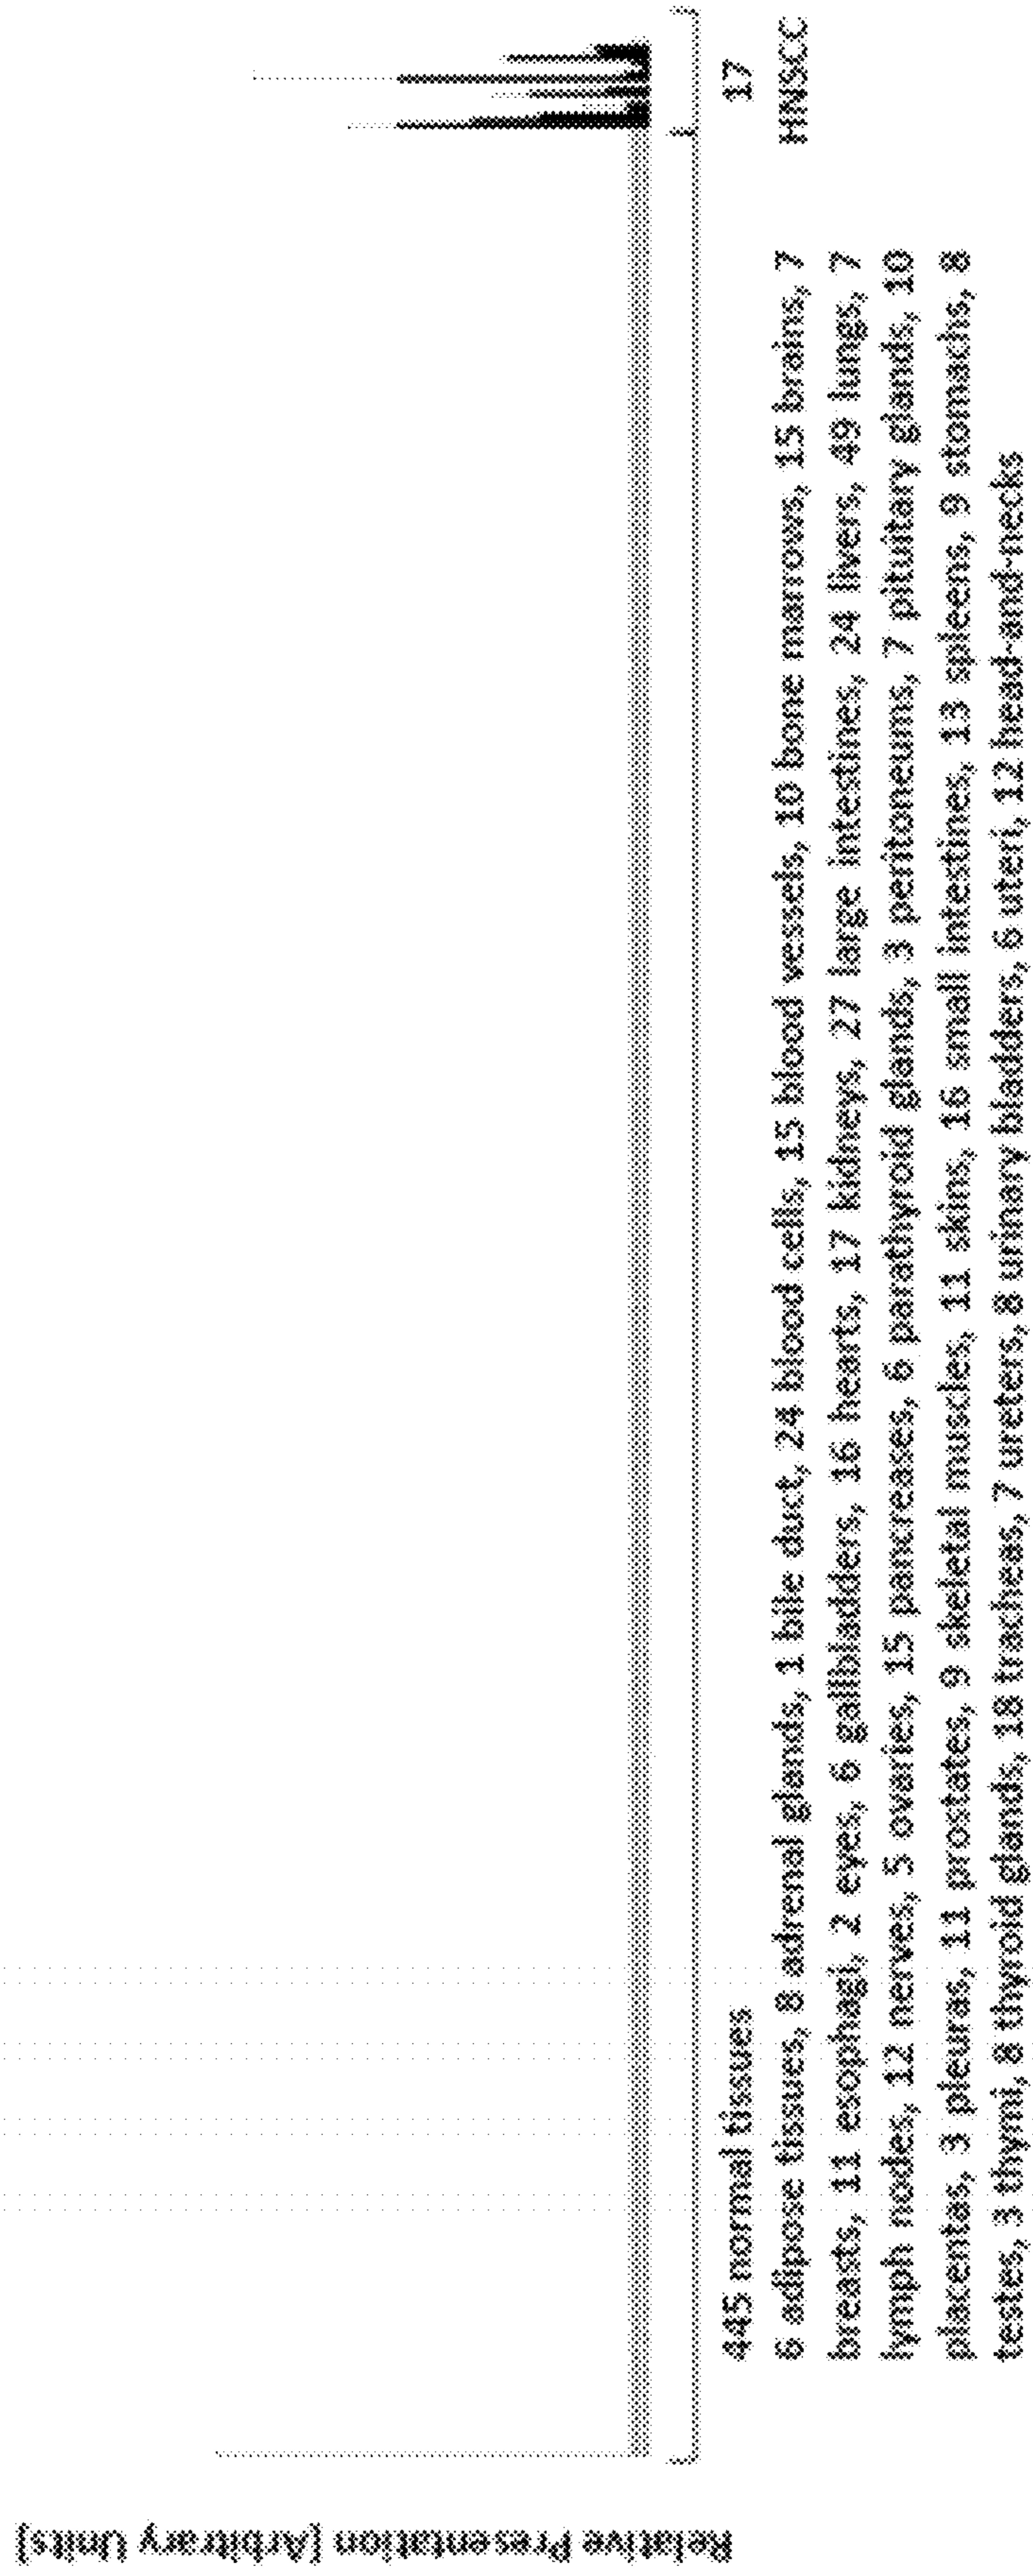 Relative Presentation [Arbitrary Units]
445 normal tissues
17
HNSCC
6 adipose tissues, 8 adrenal glands, 1 bile duct, 24 blood cells, 15 blood vessels, 10 bone marrows, 15 brains, 7
breasts, 11 esophagi, 2 eyes, 6 gallbladders, 16 hearts, 17 kidneys, 27 large intestines, 24 livers, 49 lungs, 7
lymph nodes, 12 nerves, 5 ovaries, 15 pancreases, 6 parathyroid glands, 3 peritoneums, 7 pituitary glands, 10
placentas, 3 pleuras, 11 prostates, 9 skeletal muscles, 11 skins, 16 small intestines, 13 spleens, 9 stomachs, 8
testes, 3 thymi, 8 thyroid glands, 18 tracheas, 7 ureters, 8 urinary bladders, 6 uteri, 12 head-and-necks